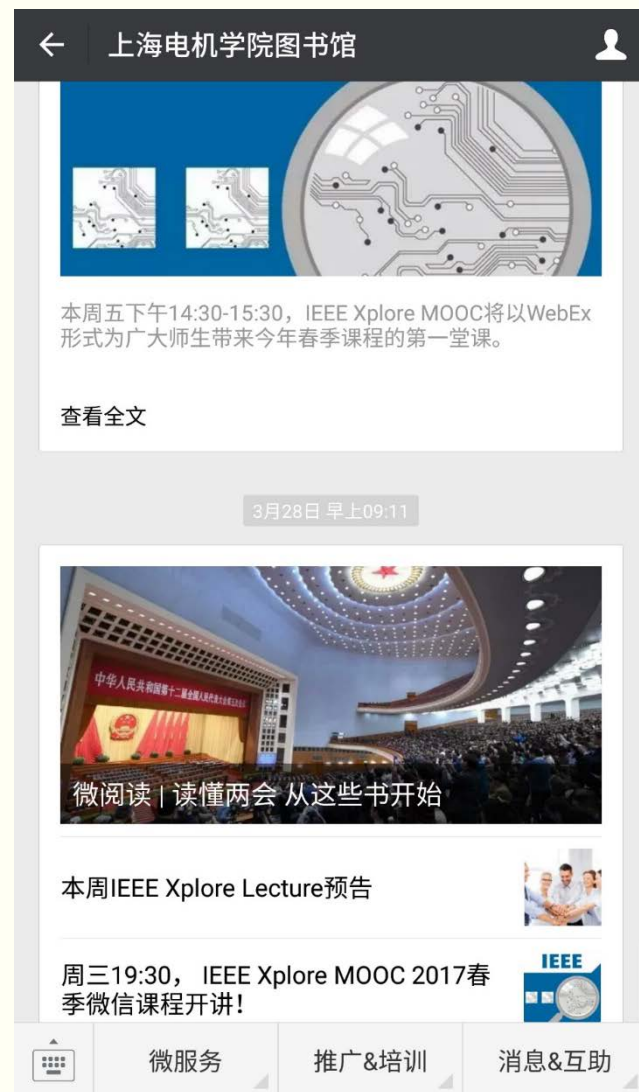 上海电机学院图书馆
本周五下午14:30-15:30，IEEE Xplore MOOC将以WebEx
形式为广大师生带来今年春季课程的第一堂课。
查看全文
3月28日 早上09:11
中华人民共和国第十二届全国人民代表大会第五次会议
微阅读 | 读懂两会 从这些书开始
本周IEEE Xplore Lecture预告
周三19:30， IEEE Xplore MOOC 2017春
季微信课程开讲！
IEEE
微服务
推广&培训
消息&互助